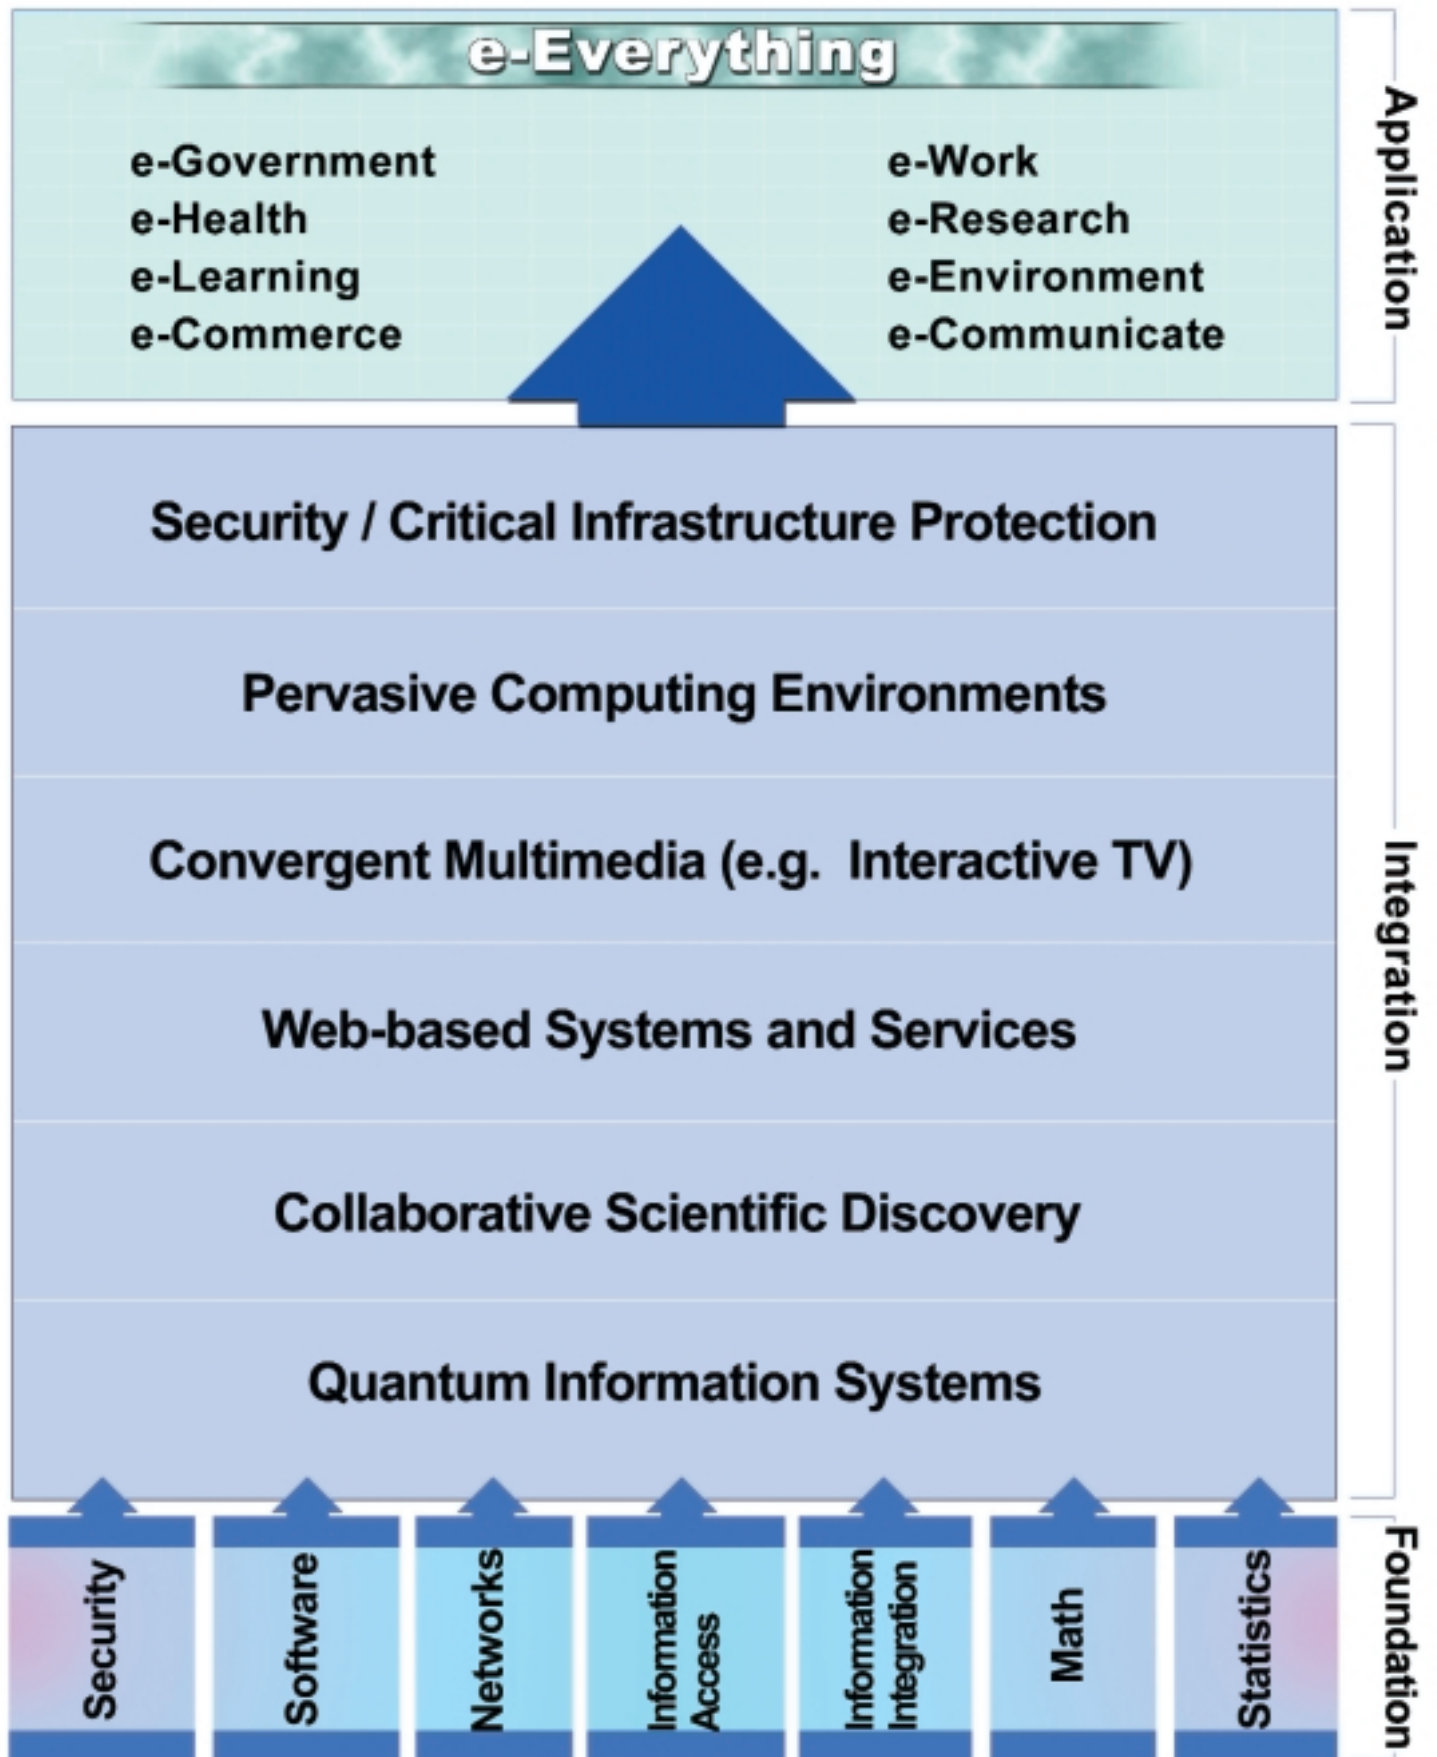 e-Everything
e-Government
e-Health
e-Learning
e-Commerce
e-Work
e-Research
e-Environment
e-Communicate
Application
Security / Critical Infrastructure Protection
Pervasive Computing Environments
Convergent Multimedia (e.g.  Interactive TV)
Web-based Systems and Services
Collaborative Scientific Discovery
Quantum Information Systems
Integration
Security
Software
Networks
Information
Access
Information
Integration
Math
Statistics
Foundation